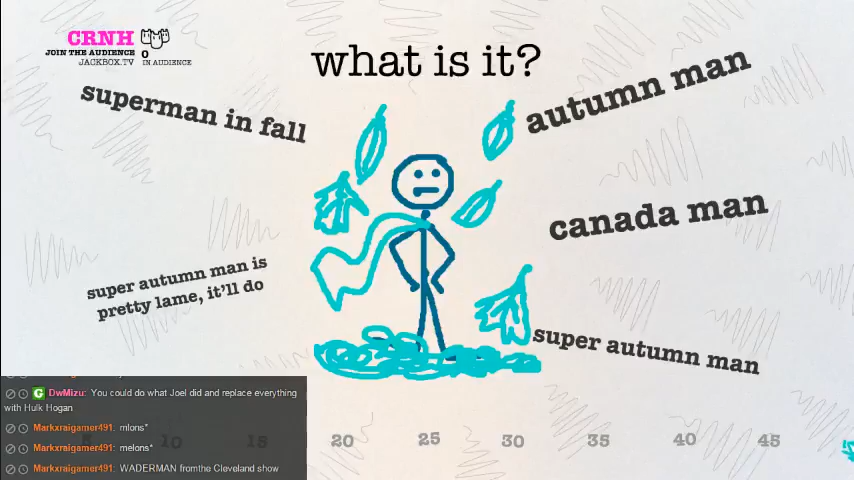 CRNH
JOIN THE AUDIENCE
JACKBOX.TV
0
IN AUDIENCE
what is it?
superman in fall
autumn man
canada man
super autumn man is
pretty lame, it'll do
super autumn man
G DwMizu: You could do what Joel did and replace everything
with Hulk Hogan
Markxraigamer491: mlons*
Markxraigamer491: melons*
Markxraigamer491: WADERMAN fromthe Cleveland show
10 15 20 25 30 35 40 45